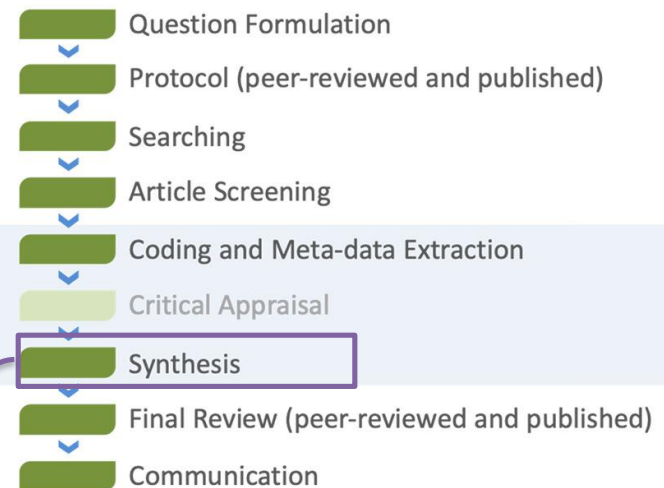 Question Formulation
Protocol (peer-reviewed and published)
Searching
Article Screening
Coding and Meta-data Extraction
Critical Appraisal
Synthesis
Final Review (peer-reviewed and published)
Communication